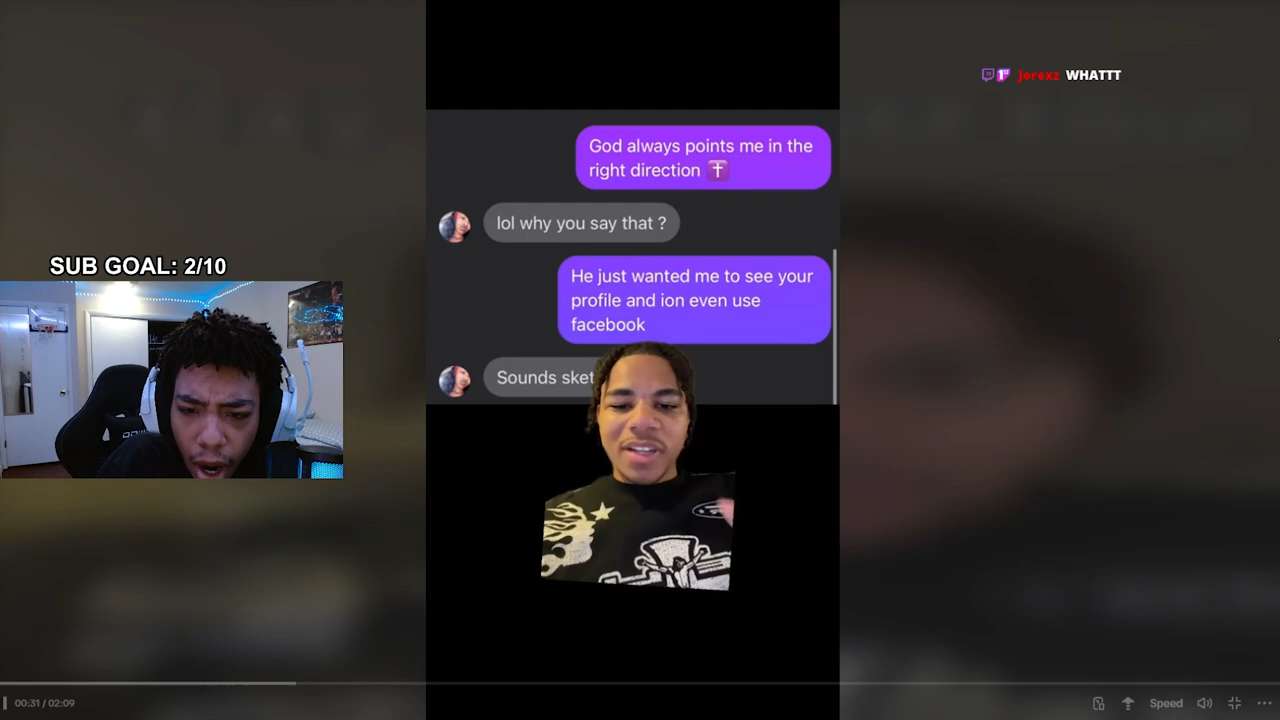 Jorexz WHATTT
God always points me in the
right direction ✝️
lol why you say that ?
He just wanted me to see your
profile and ion even use
facebook
Sounds sket
SUB GOAL: 2/10
00:31 / 02:09
Speed